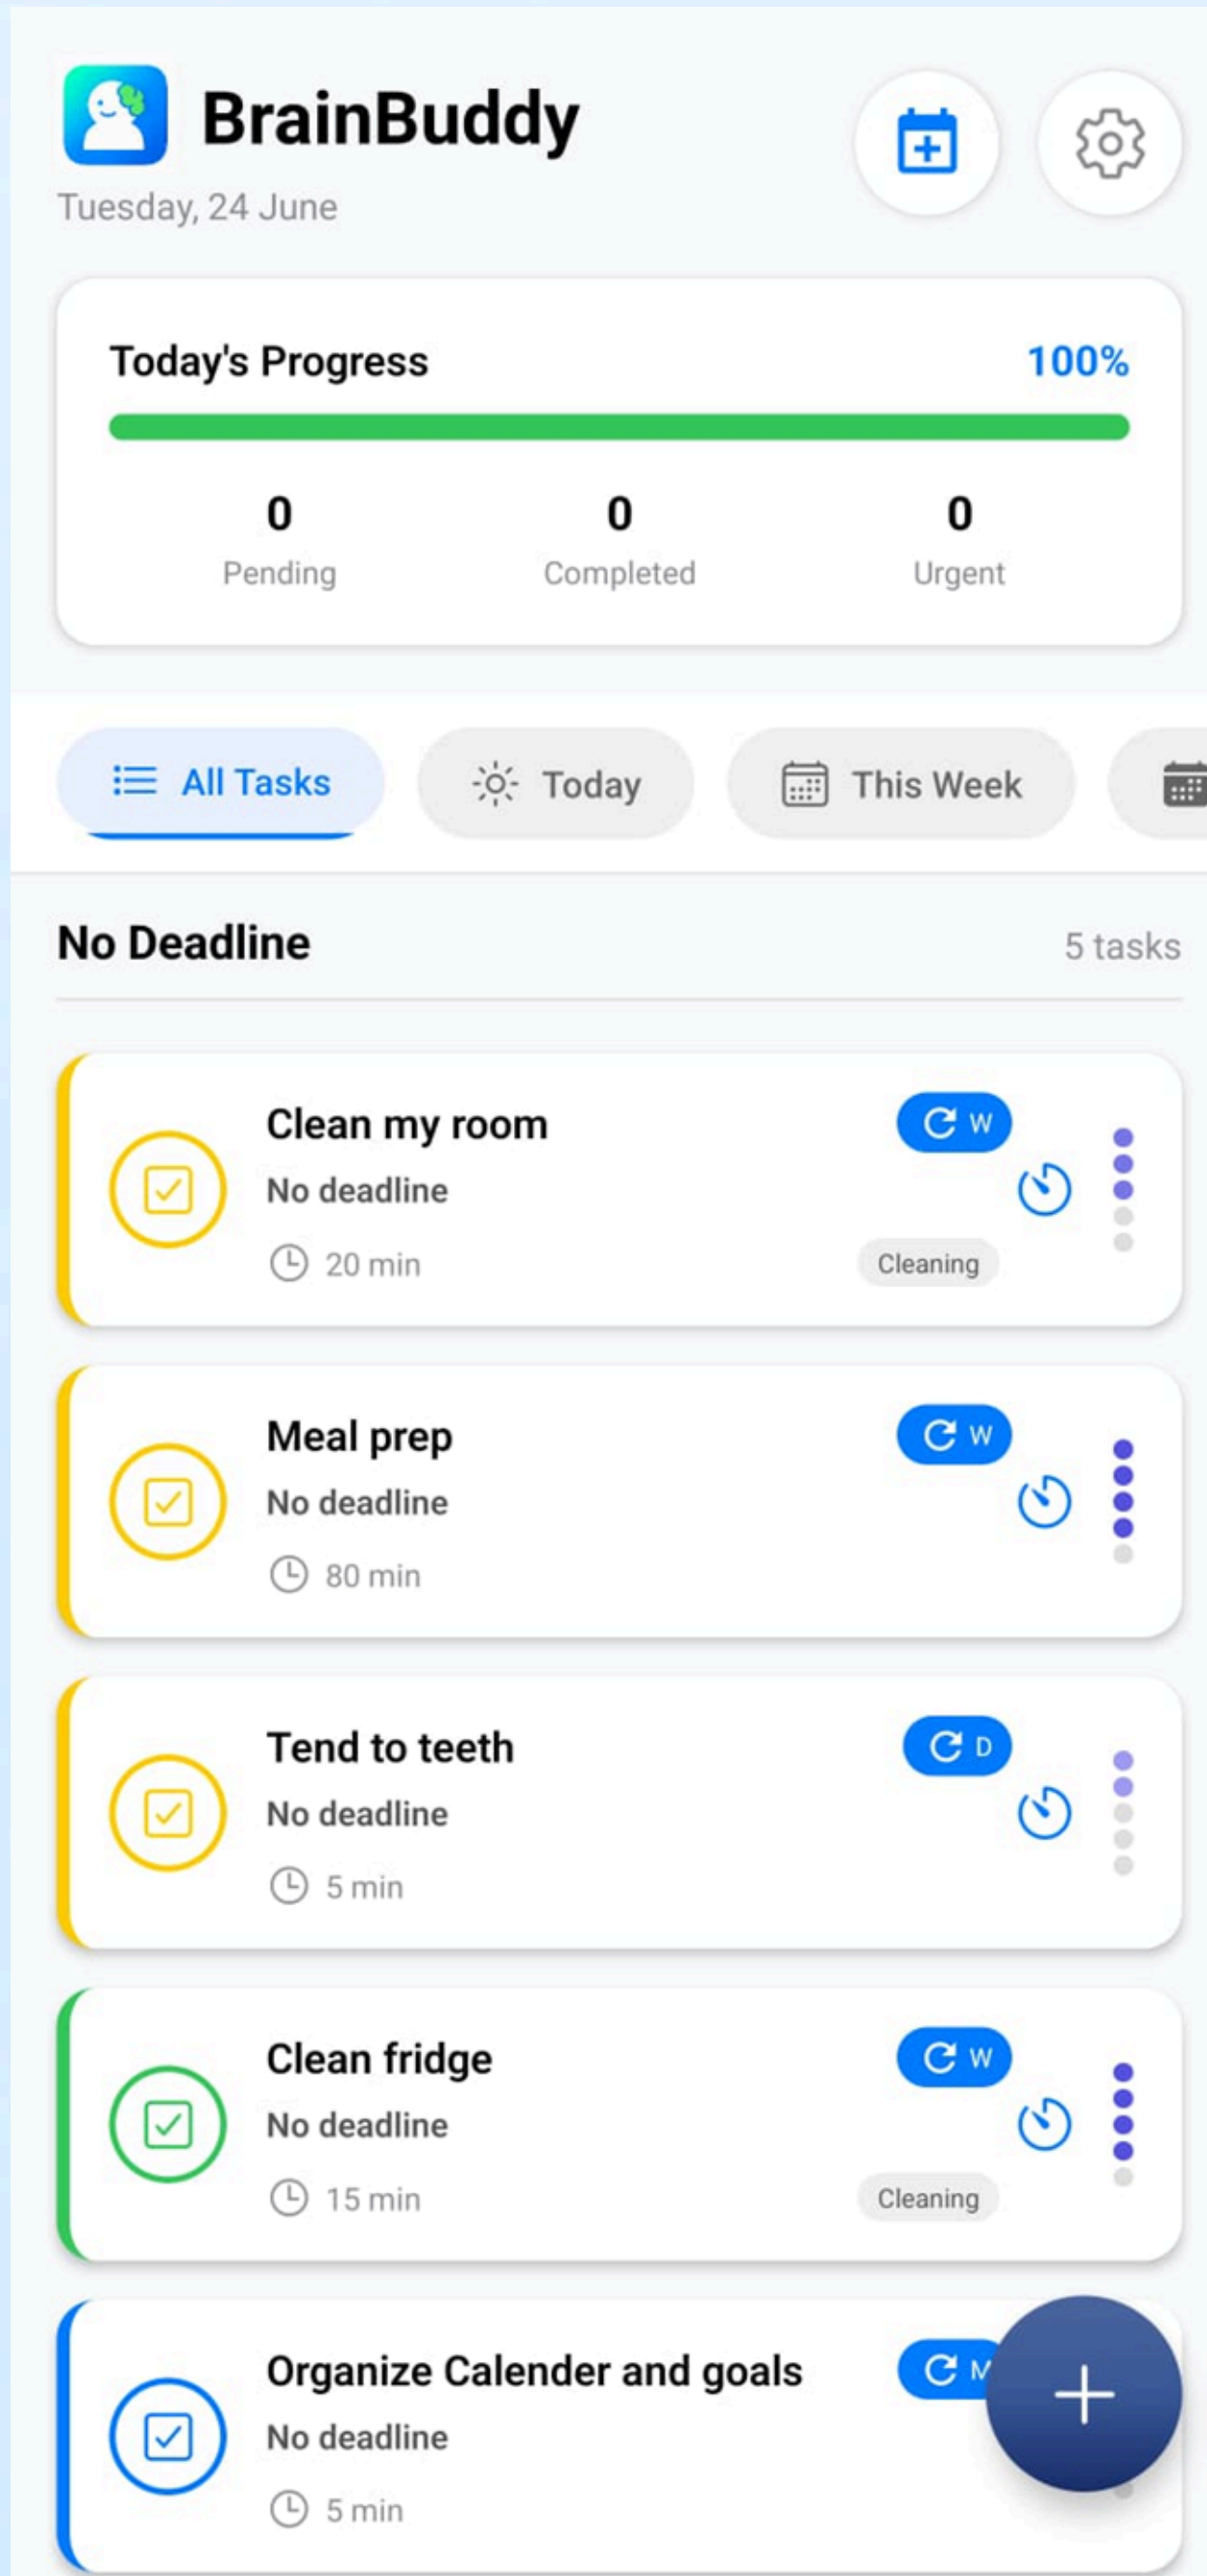 BrainBuddy
Tuesday, 24 June
Today's Progress 100%
0 0 0
Pending Completed Urgent
All Tasks Today This Week
No Deadline 5 tasks
Clean my room W
No deadline
20 min Cleaning
Meal prep W
No deadline
80 min
Tend to teeth D
No deadline
5 min
Clean fridge W
No deadline
15 min Cleaning
Organize Calender and goals M
No deadline
5 min